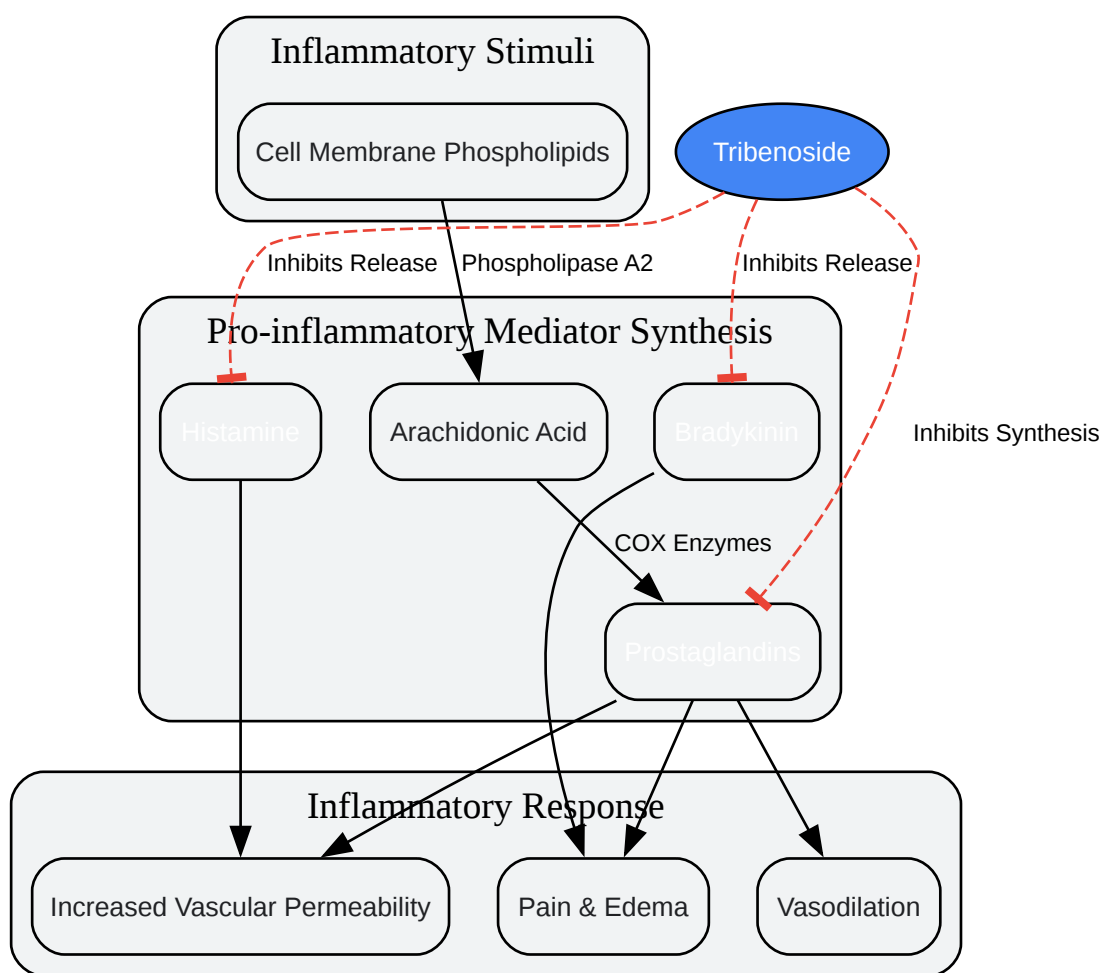 Inflammatory Stimuli
Cell Membrane Phospholipids
Tribenoside
Inhibits Release
Phospholipase A2
Inhibits Release
Pro-inflammatory Mediator Synthesis
Histamine
Arachidonic Acid
Bradykinin
Inhibits Synthesis
COX Enzymes
Prostaglandins
Inflammatory Response
Increased Vascular Permeability
Pain & Edema
Vasodilation